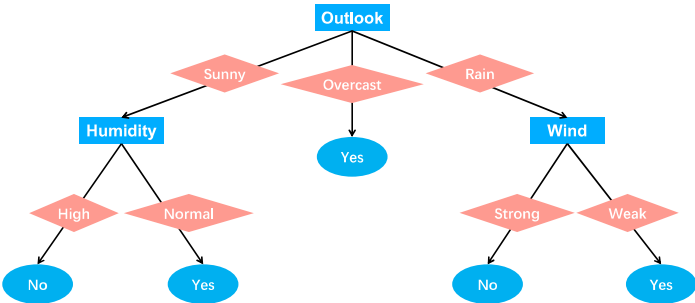 Outlook
Sunny
Overcast
Rain
Humidity
Wind
Yes
High
Normal
Strong
Weak
No
Yes
No
Yes